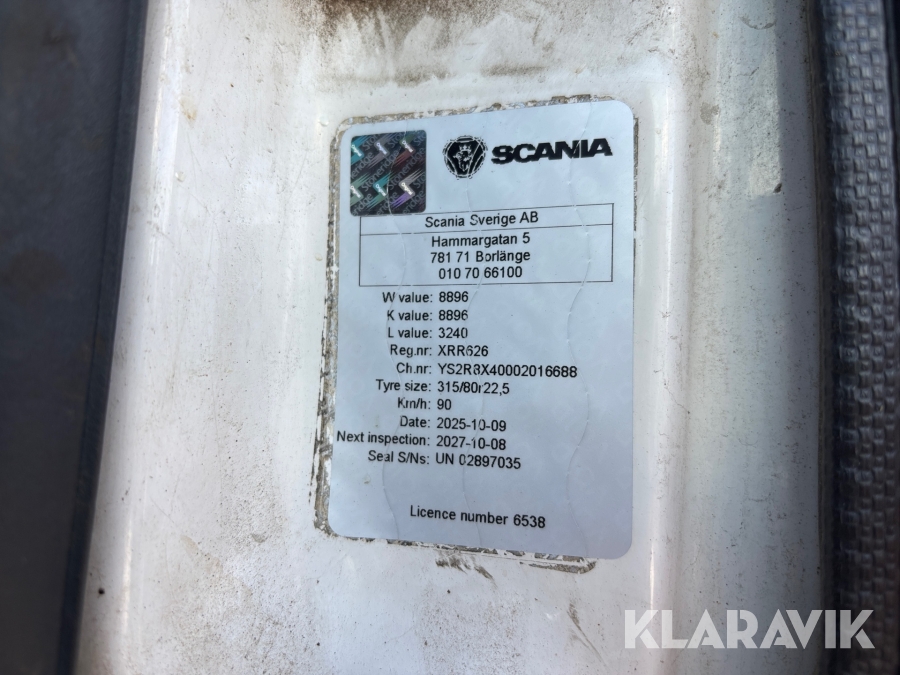 SCANIA
Scania Sverige AB
Hammargatan 5
781 71 Borlänge
010 70 66100
W value: 8896
K value: 8896
L value: 3240
Reg.nr: XRR626
Ch.nr: YS2R8X40002016688
Tyre size: 315/80r22,5
Km/h: 90
Date: 2025-10-09
Next inspection: 2027-10-08
Seal S/Ns: UN 02897035
Licence number 6538
KLARAVIK